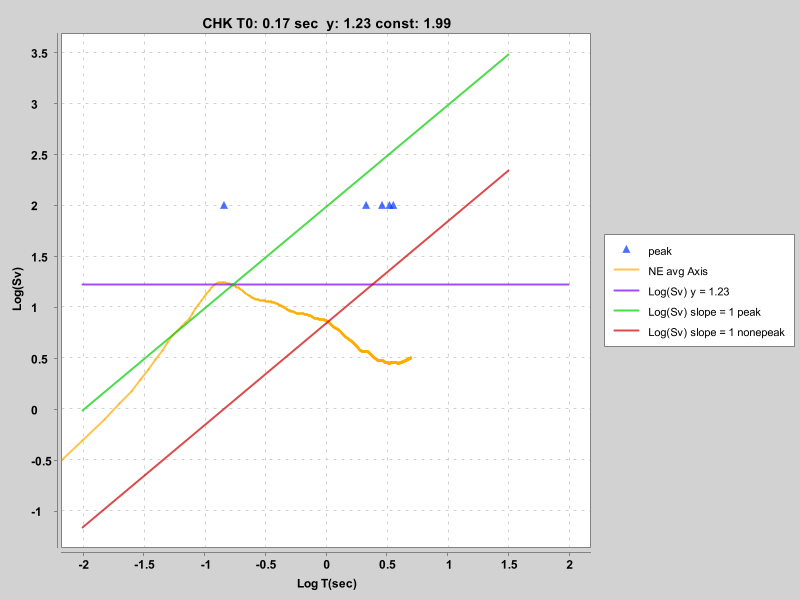 CHK T0: 0.17 sec  y: 1.23 const: 1.99
3.5
3
2.5
2
1.5
1
0.5
0
-0.5
-1
Log(Sv)
-2 -1.5 -1 -0.5 0 0.5 1 1.5 2
Log T(sec)
peak
NE avg Axis
Log(Sv) y = 1.23
Log(Sv) slope = 1 peak
Log(Sv) slope = 1 nonepeak